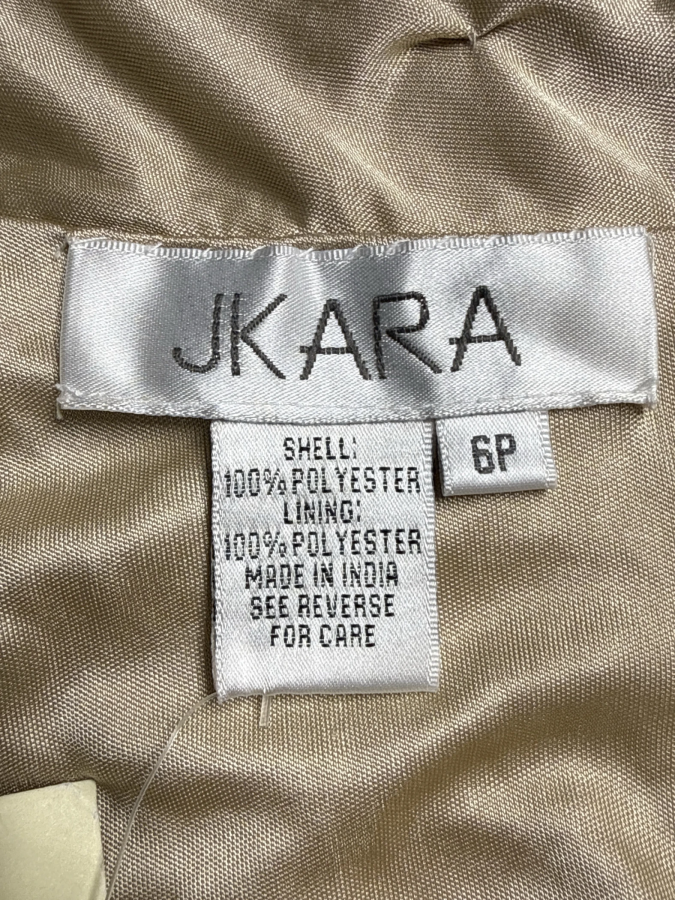 JKARA
6P
SHELL:
100% POLYESTER
LINING:
100% POLYESTER
MADE IN INDIA
SEE REVERSE
FOR CARE